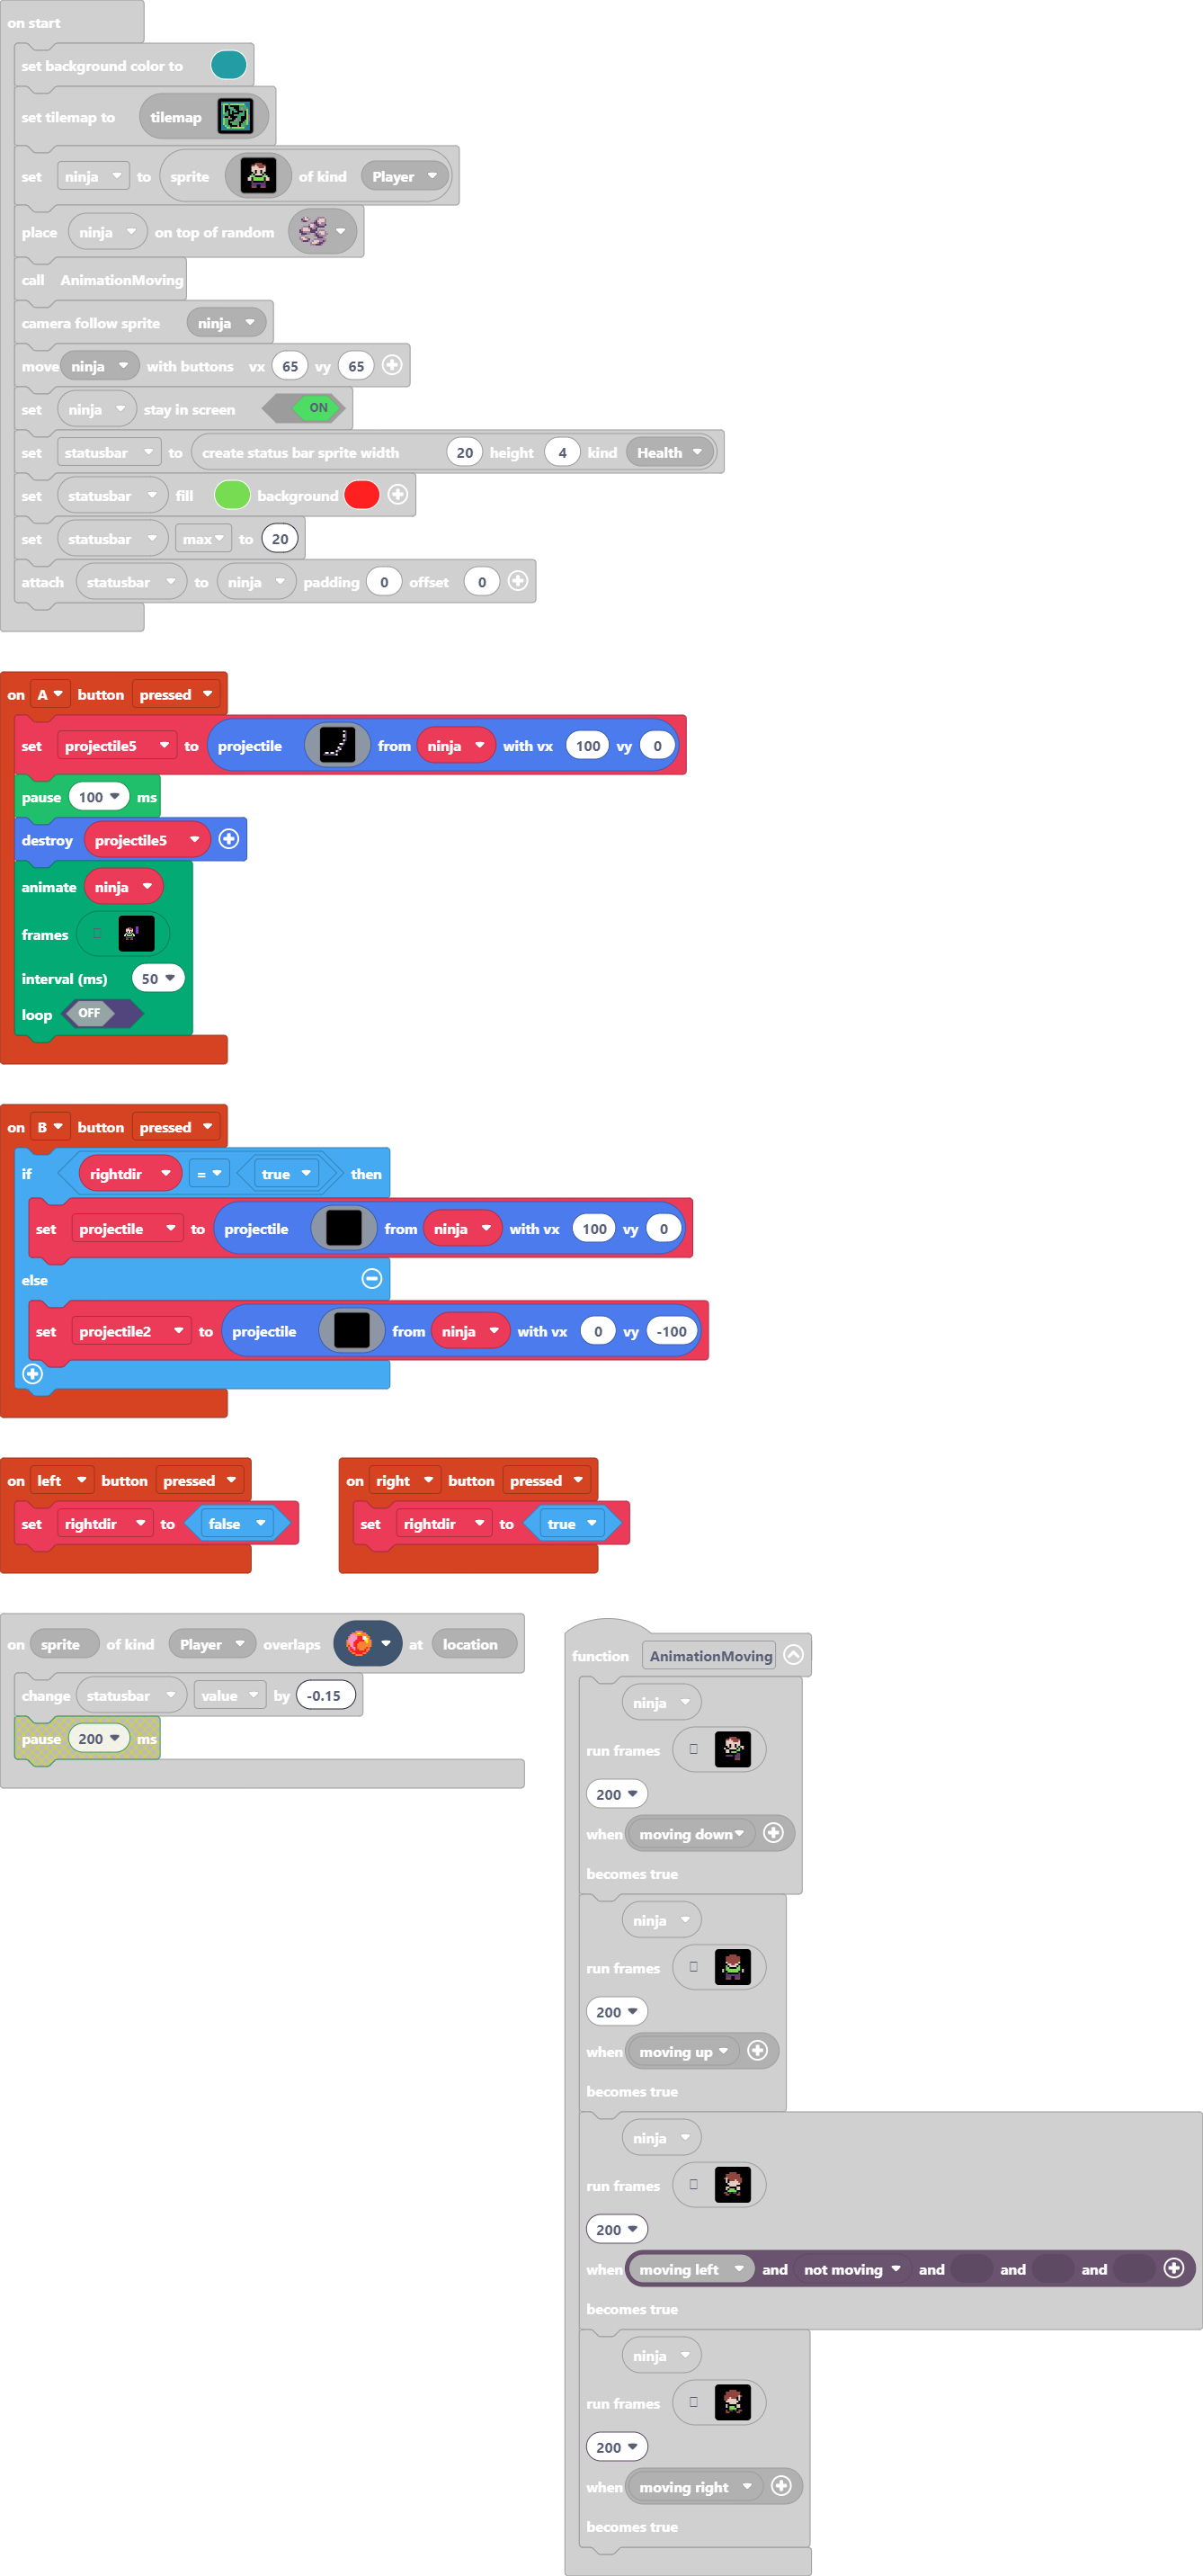 on start
set background color to
set tilemap to tilemap
set ninja to sprite of kind Player
place ninja on top of random
call AnimationMoving
camera follow sprite ninja
move ninja with buttons vx 65 vy 65
set ninja stay in screen ON
set statusbar to create status bar sprite width 20 height 4 kind Health
set statusbar fill background
set statusbar max to 20
attach statusbar to ninja padding 0 offset 0
on A button pressed
set projectile5 to projectile from ninja with vx 100 vy 0
pause 100 ms
destroy projectile5
animate ninja
frames
interval (ms) 50
loop OFF
on B button pressed
if rightdir = true then
set projectile to projectile from ninja with vx 100 vy 0
else
set projectile2 to projectile from ninja with vx 0 vy -100
on left button pressed
set rightdir to false
on right button pressed
set rightdir to true
on sprite of kind Player overlaps at location
change statusbar value by -0.15
pause 200 ms
function AnimationMoving
ninja
run frames
200
when moving down
becomes true
ninja
run frames
200
when moving up
becomes true
ninja
run frames
200
when moving left and not moving and and and
becomes true
ninja
run frames
200
when moving right
becomes true